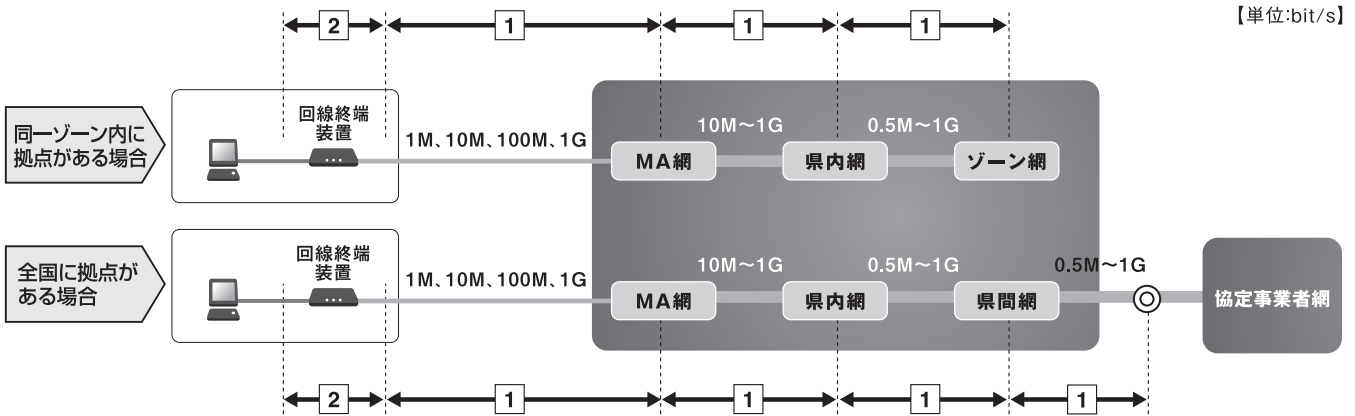 【単位:bit/s】
2
1
1
1
同一ゾーン内に
拠点がある場合
回線終端
装置
1M、10M、100M、1G
MA網
10M〜1G
県内網
0.5M〜1G
ゾーン網
全国に拠点が
ある場合
回線終端
装置
1M、10M、100M、1G
MA網
10M〜1G
県内網
0.5M〜1G
県間網
0.5M〜1G
協定事業者網
2
1
1
1
1